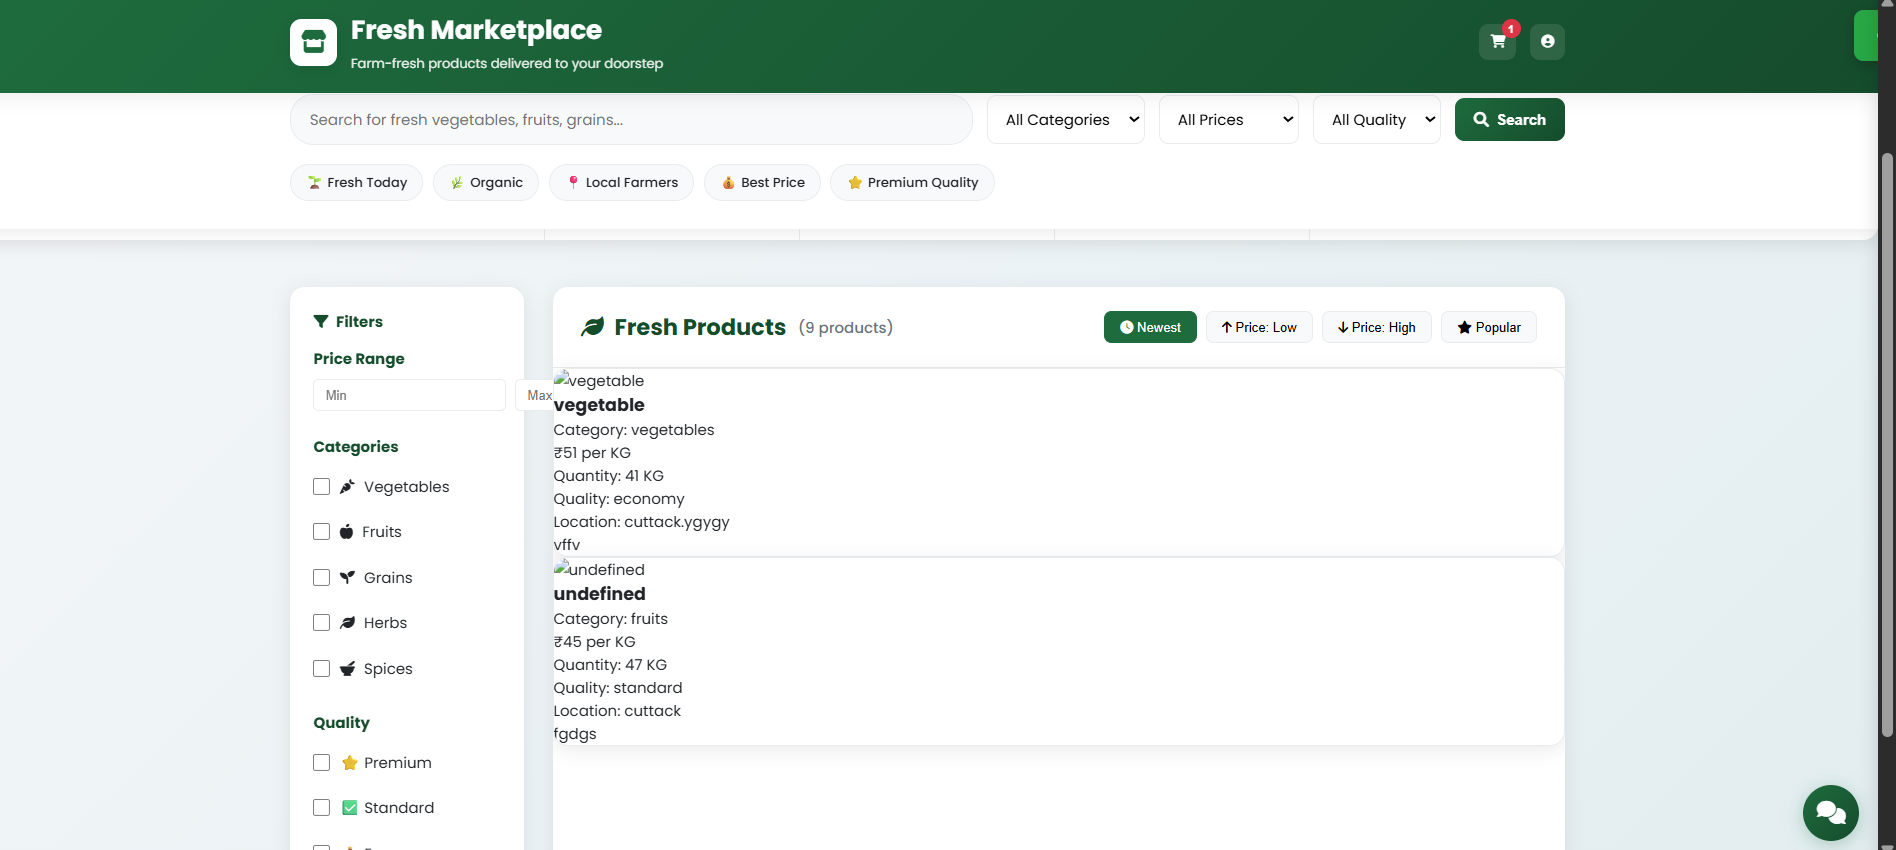 Fresh Marketplace
Farm-fresh products delivered to your doorstep
1
Search for fresh vegetables, fruits, grains...
All Categories
All Prices
All Quality
Search
Fresh Today
Organic
Local Farmers
Best Price
Premium Quality
Filters
Price Range
Min
Max
Categories
Vegetables
Fruits
Grains
Herbs
Spices
Quality
Premium
Standard
Fresh Products (9 products)
Newest
Price: Low
Price: High
Popular
vegetable
vegetable
Category: vegetables
₹51 per KG
Quantity: 41 KG
Quality: economy
Location: cuttack.ygygy
vffv
undefined
undefined
Category: fruits
₹45 per KG
Quantity: 47 KG
Quality: standard
Location: cuttack
fgdgs